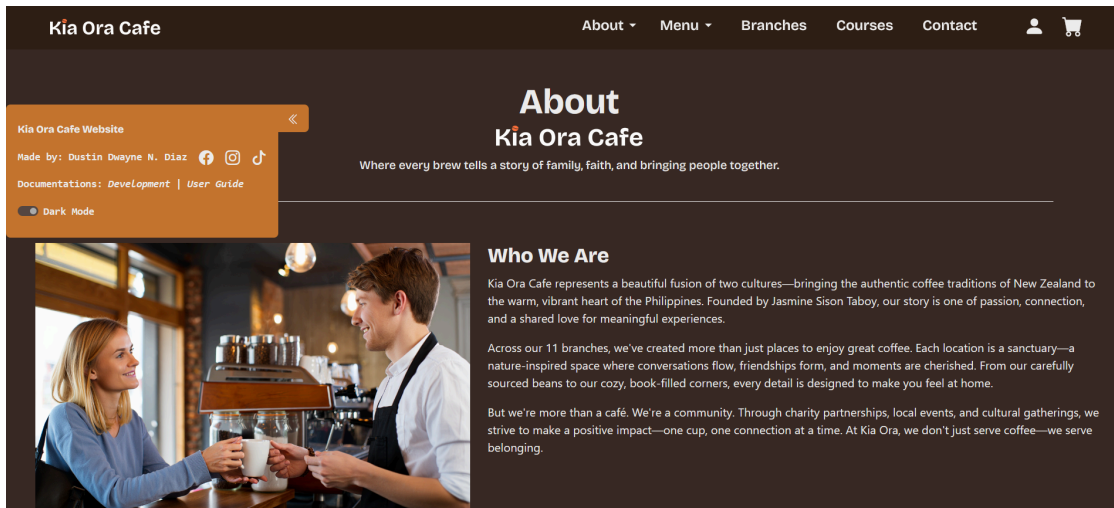 Kia Ora Cafe
About
Menu
Branches
Courses
Contact
About
Kia Ora Cafe
Where every brew tells a story of family, faith, and bringing people together.
Kia Ora Cafe Website
Made by: Dustin Dwayne N. Diaz
Documentations: Development | User Guide
Dark Mode
Who We Are
Kia Ora Cafe represents a beautiful fusion of two cultures—bringing the authentic coffee traditions of New Zealand to
the warm, vibrant heart of the Philippines. Founded by Jasmine Sison Taboy, our story is one of passion, connection,
and a shared love for meaningful experiences.
Across our 11 branches, we've created more than just places to enjoy great coffee. Each location is a sanctuary—a
nature-inspired space where conversations flow, friendships form, and moments are cherished. From our carefully
sourced beans to our cozy, book-filled corners, every detail is designed to make you feel at home.
But we're more than a café. We're a community. Through charity partnerships, local events, and cultural gatherings, we
strive to make a positive impact—one cup, one connection at a time. At Kia Ora, we don't just serve coffee—we serve
belonging.